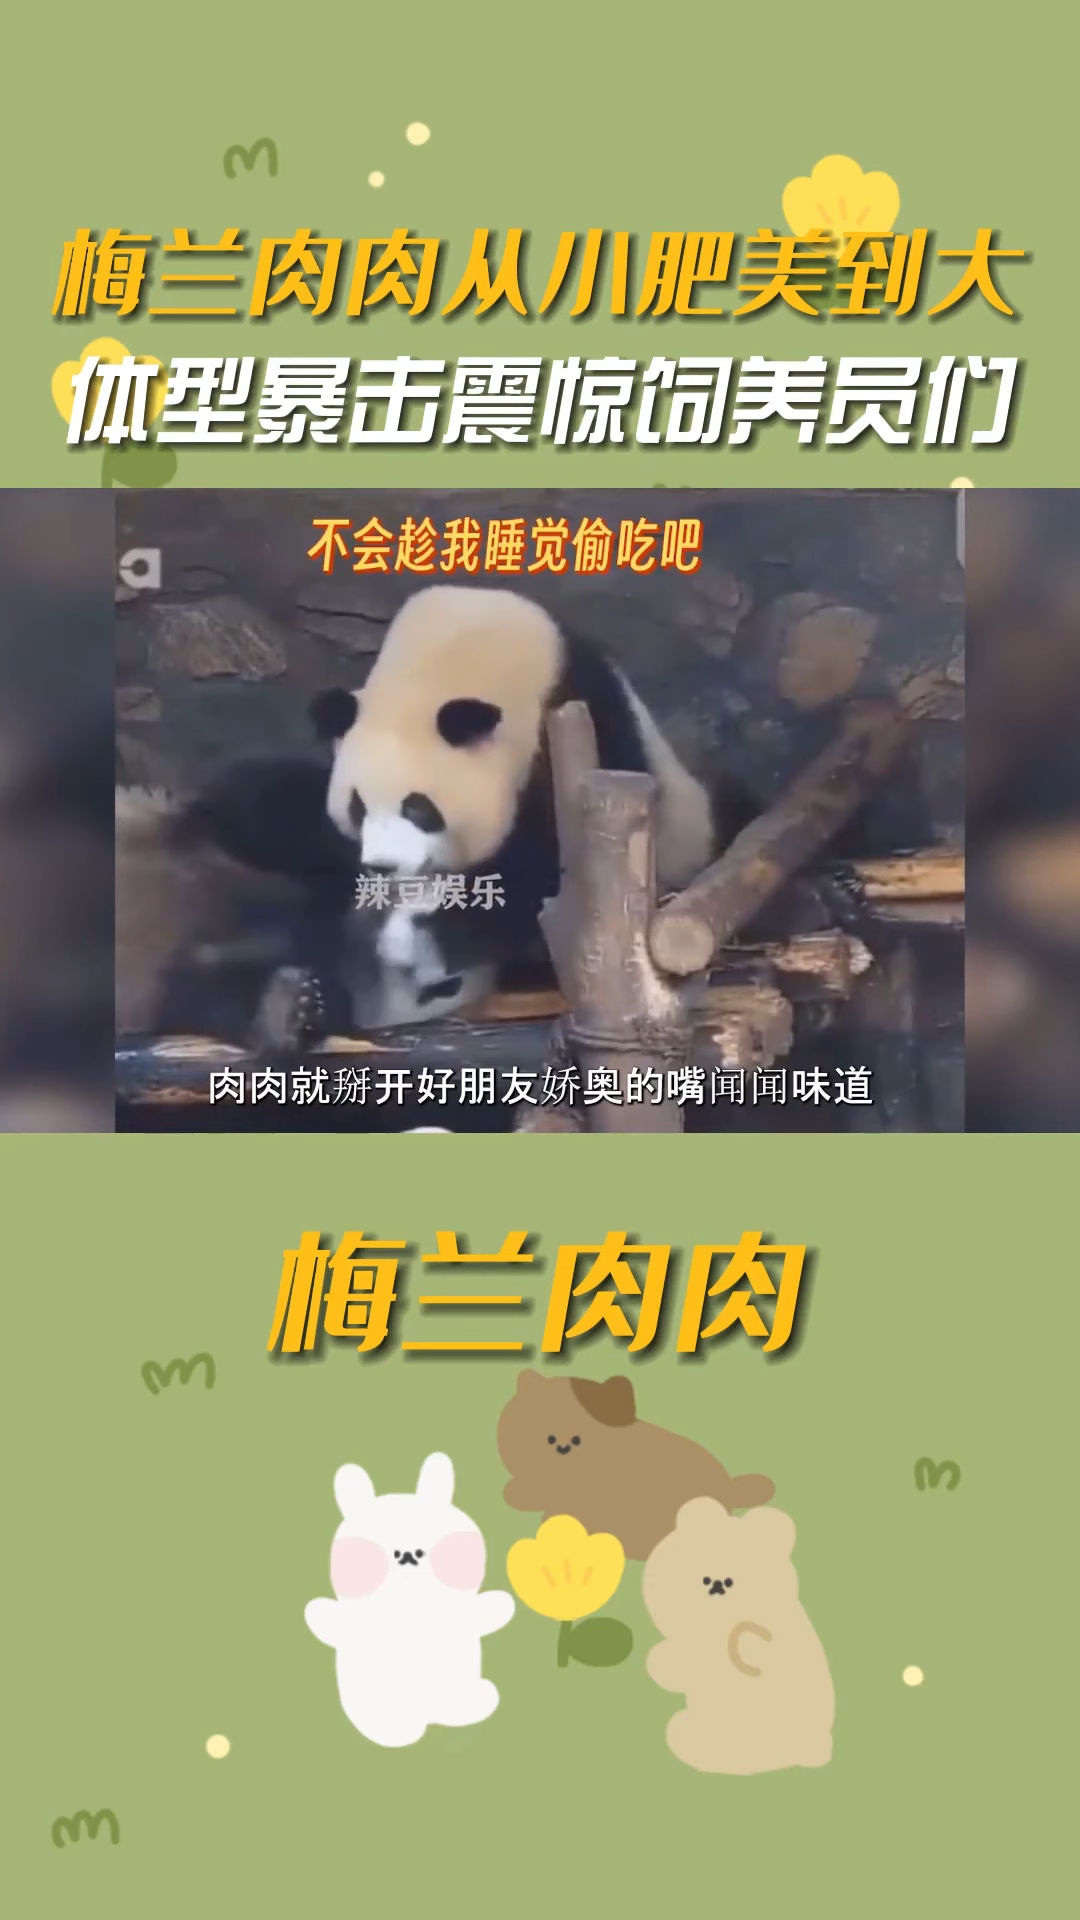 梅兰肉肉从小肥美到大
体型暴击震惊饲养员们
不会趁我睡觉偷吃吧
辣豆娱乐
肉肉就掰开好朋友娇奥的嘴闻闻味道
梅兰肉肉